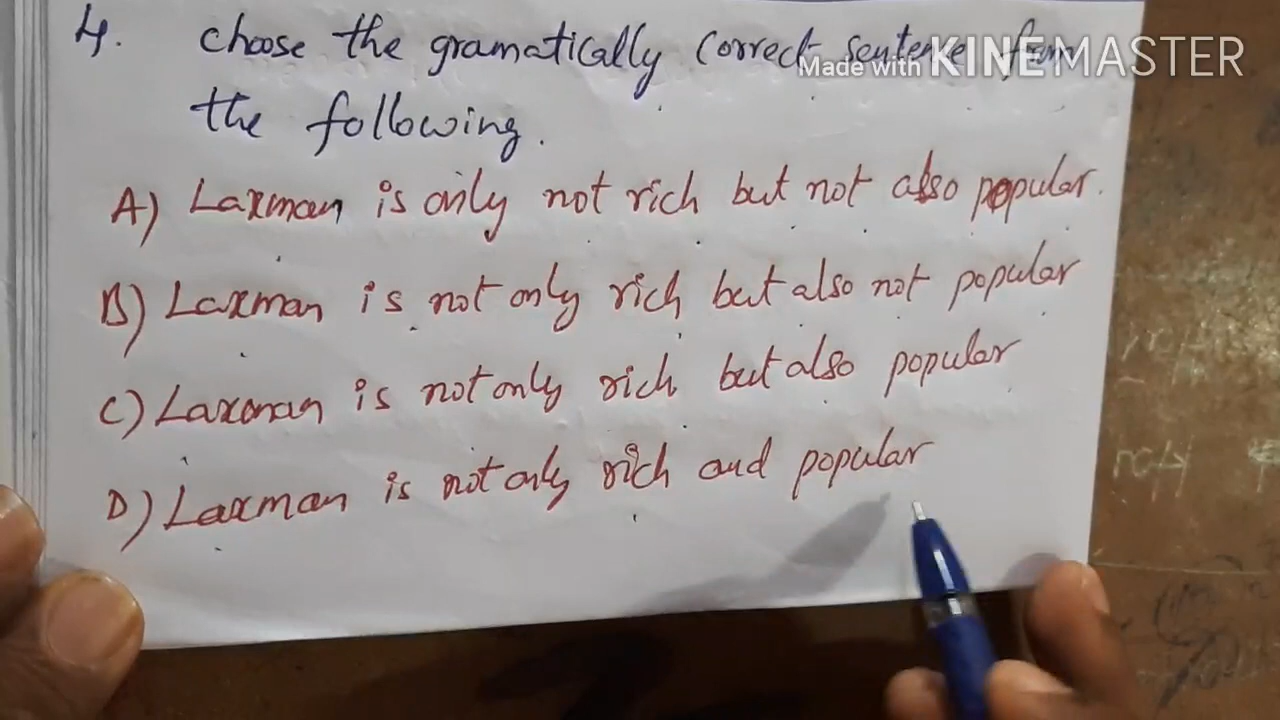 4. choose the gramatically correct sentence from
Made with KINEMASTER
the following.
A) Laxman is only not rich but not also popular.
B) Laxman is not only rich but also not popular
C) Laxman is not only rich but also popular
D) Laxman is not only rich and popular